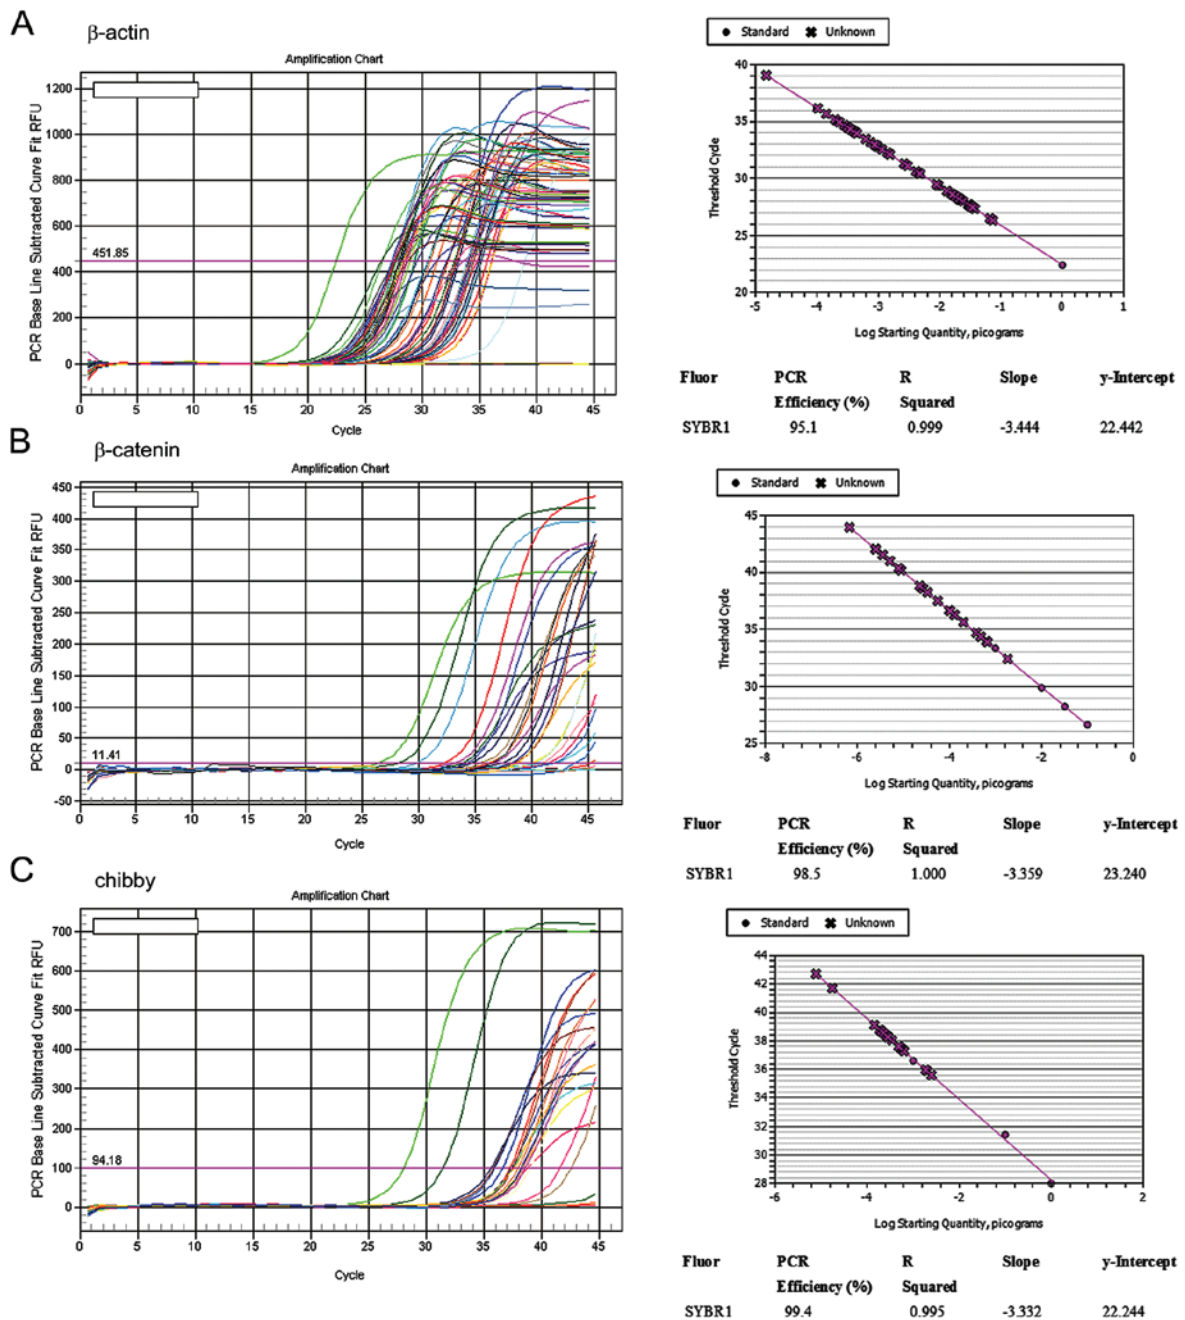 A
β-actin
Amplification Chart
PCR Base Line Subtracted Curve Fit RFU
1200
1000
800
600
451.85
400
200
0
0 5 10 15 20 25 30 35 40 45
Cycle
Standard Unknown
Threshold Cycle
40
35
30
25
20
-5 -4 -3 -2 -1 0 1
Log Starting Quantity, picograms
Fluor PCR R Slope y-Intercept
Efficiency (%) Squared
SYBR1 95.1 0.999 -3.444 22.442
B
β-catenin
Amplification Chart
PCR Base Line Subtracted Curve Fit RFU
450
400
350
300
250
200
150
100
50
11.41
0
-50
0 5 10 15 20 25 30 35 40 45
Cycle
Standard Unknown
Threshold Cycle
45
40
35
30
25
-8 -6 -4 -2 0
Log Starting Quantity, picograms
Fluor PCR R Slope y-Intercept
Efficiency (%) Squared
SYBR1 98.5 1.000 -3.359 23.240
C
chibby
Amplification Chart
PCR Base Line Subtracted Curve Fit RFU
700
600
500
400
300
200
94.18
100
0
0 5 10 15 20 25 30 35 40 45
Cycle
Standard Unknown
Threshold Cycle
44
42
40
38
36
34
32
30
28
-6 -4 -2 0 2
Log Starting Quantity, picograms
Fluor PCR R Slope y-Intercept
Efficiency (%) Squared
SYBR1 99.4 0.995 -3.332 22.244